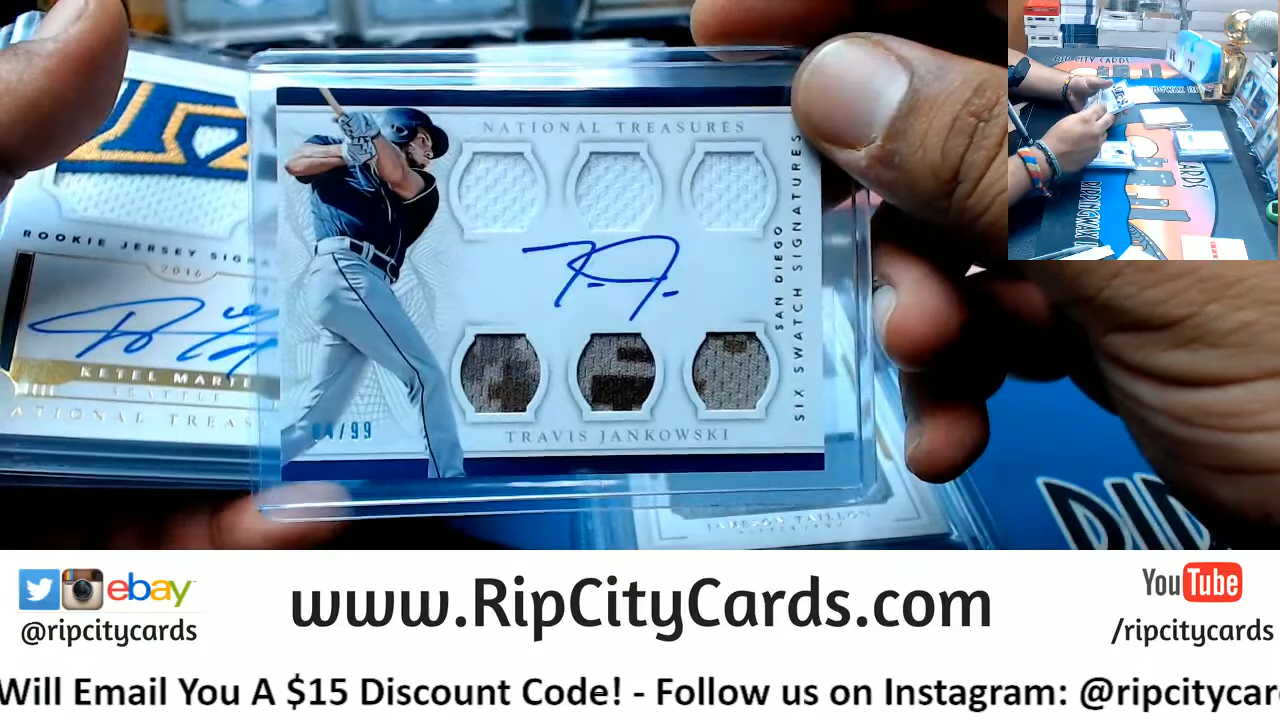 NATIONAL TREASURES
SAN DIEGO
SIX SWATCH SIGNATURES
TRAVIS JANKOWSKI
/99
ROOKIE JERSEY SIG
2016
KETEL MARTE
SEATTLE
ATIONAL TREAS
JAMESON TAILLON
RIP CITY CARDS
ebay
@ripcitycards
www.RipCityCards.com
YouTube
/ripcitycards
Will Email You A $15 Discount Code! - Follow us on Instagram: @ripcitycar